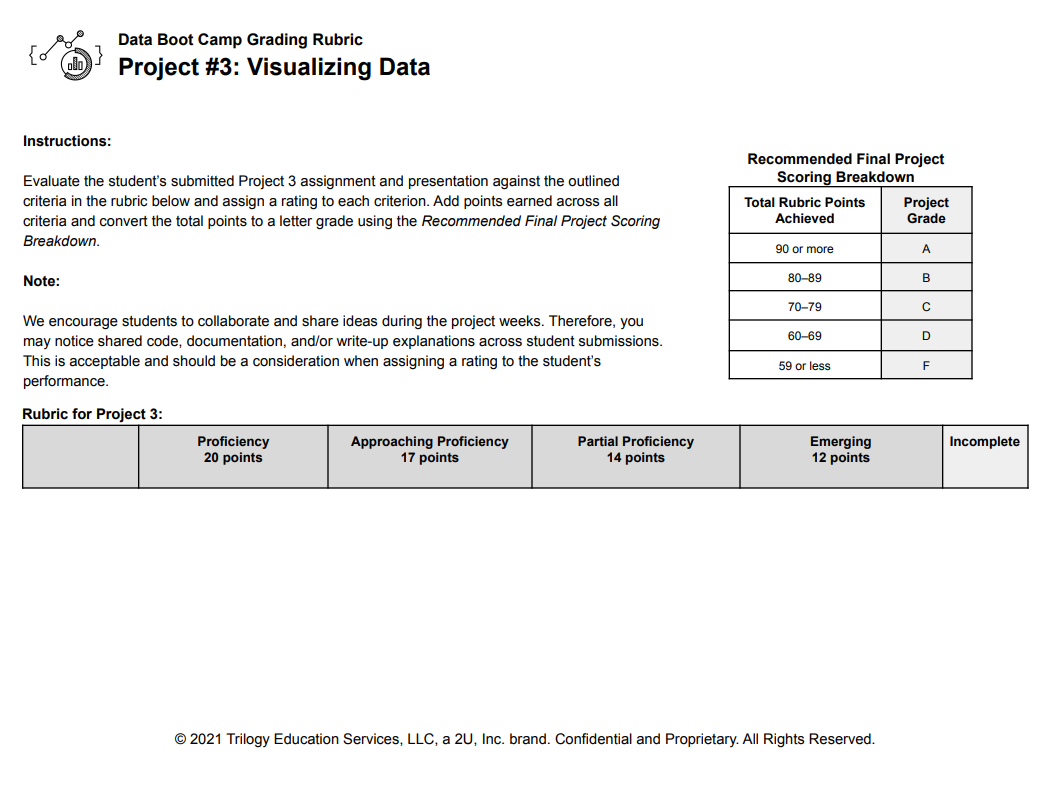 Data Boot Camp Grading Rubric
Project #3: Visualizing Data
Instructions:
Evaluate the student’s submitted Project 3 assignment and presentation against the outlined
criteria in the rubric below and assign a rating to each criterion. Add points earned across all
criteria and convert the total points to a letter grade using the Recommended Final Project Scoring
Breakdown.
Note:
We encourage students to collaborate and share ideas during the project weeks. Therefore, you
may notice shared code, documentation, and/or write-up explanations across student submissions.
This is acceptable and should be a consideration when assigning a rating to the student’s
performance.
Recommended Final Project
Scoring Breakdown
Total Rubric Points Project
Achieved Grade
90 or more A
80–89 B
70–79 C
60–69 D
59 or less F
Rubric for Project 3:
Proficiency Approaching Proficiency Partial Proficiency Emerging Incomplete
20 points 17 points 14 points 12 points
© 2021 Trilogy Education Services, LLC, a 2U, Inc. brand. Confidential and Proprietary. All Rights Reserved.